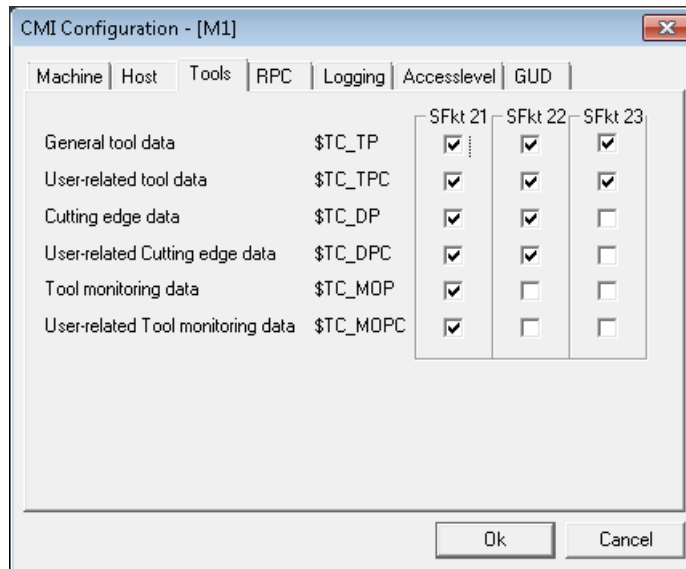 CMI Configuration - [M1]
Machine Host Tools RPC Logging Accesslevel GUD
SFkt 21 SFkt 22 SFkt 23
General tool data $TC_TP
User-related tool data $TC_TPC
Cutting edge data $TC_DP
User-related Cutting edge data $TC_DPC
Tool monitoring data $TC_MOP
User-related Tool monitoring data $TC_MOPC
Ok Cancel